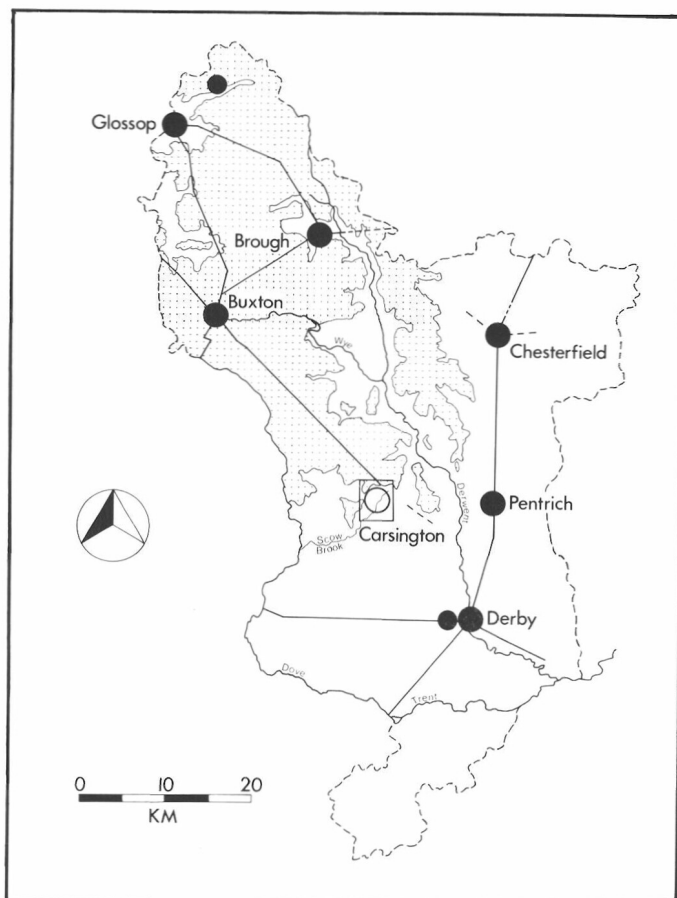 Glossop
Brough
Buxton
Wye
Chesterfield
Derwent
Pentrich
Carsington
Scow
Brook
Derby
Dove
Trent
0 10 20
KM